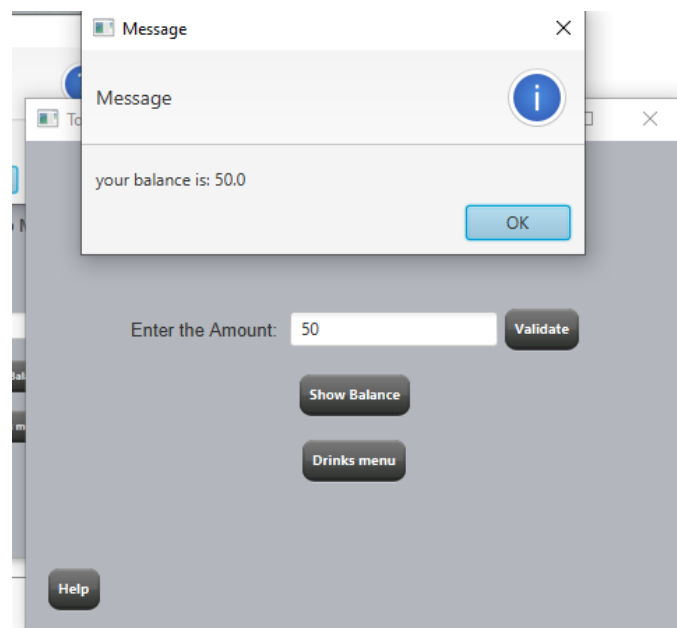 Message
Message
your balance is: 50.0
OK
Enter the Amount: 50 Validate
Show Balance
Drinks menu
Help